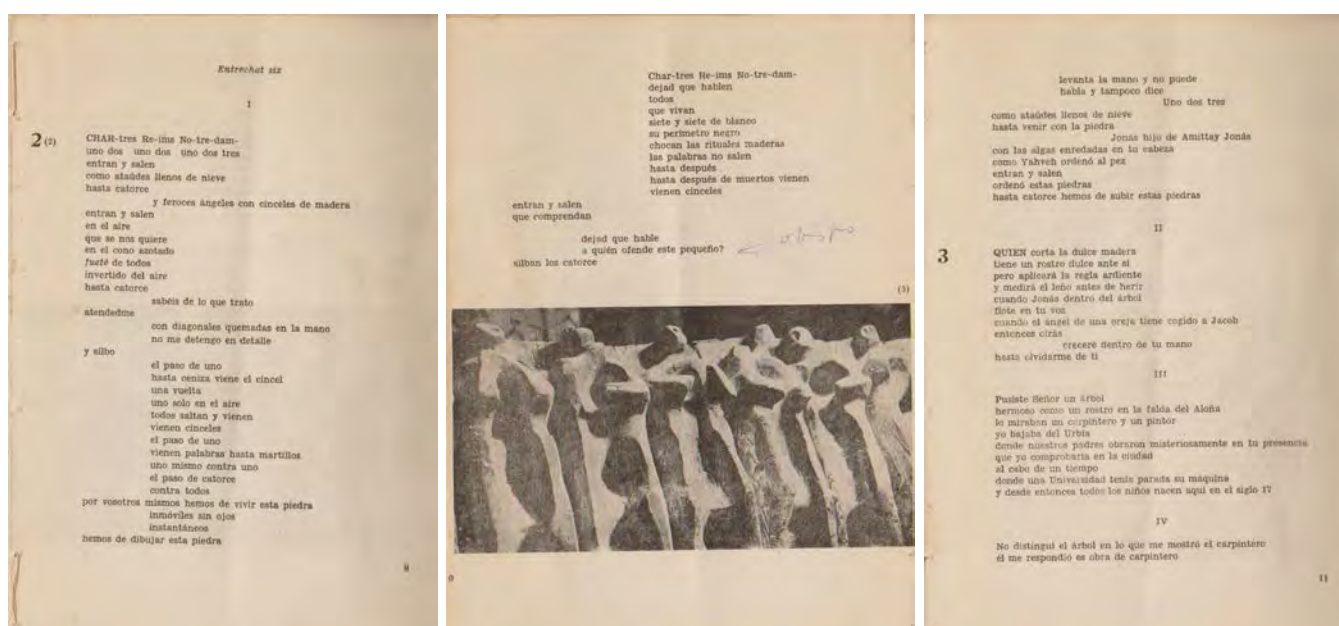 Entrechat six
I
2 (2)
CHAR-tres Re-ims No-tre-dam-
uno dos uno dos uno dos tres
entran y salen
como ataúdes llenos de nieve
hasta catorce
y feroces ángeles con cinceles de madera
entran y salen
en el aire
que se nos quiere
en el cono azotado
fueté de todos
invertido del aire
hasta catorce
sabéis de lo que trato
atendedme
con diagonales quemadas en la mano
no me detengo en detalle
y silbo
el paso de uno
hasta ceniza viene el cincel
una vuelta
uno solo en el aire
todos saltan y vienen
vienen cinceles
el paso de uno
vienen palabras hasta martillos
uno mismo contra uno
el paso de catorce
contra todos
por vosotros mismos hemos de vivir esta piedra
inmóviles sin ojos
instantáneos
hemos de dibujar esta piedra
Char-tres Re-ims No-tre-dam-
dejad que hablen
todos
que vivan
siete y siete de blanco
su perímetro negro
chocan las rituales maderas
las palabras no salen
hasta después
hasta después de muertos vienen
vienen cinceles
entran y salen
que comprendan
dejad que hable
a quién ofende este pequeño?
silban los catorce
(3)
levanta la mano y no puede
habla y tampoco dice
Uno dos tres
como ataúdes llenos de nieve
hasta venir con la piedra
Jonás hijo de Amittay Jonás
con las algas enredadas en tu cabeza
como Yahveh ordenó al pez
entran y salen
ordenó estas piedras
hasta catorce hemos de subir estas piedras
II
3
QUIEN corta la dulce madera
tiene un rostro dulce ante sí
pero aplicará la regla ardiente
y medirá el leño antes de herir
cuando Jonás dentro del árbol
flote en tu voz
cuando el ángel de una oreja tiene cogido a Jacob
entonces oirás
creceré dentro de tu mano
hasta olvidarme de ti
III
Pusiste Señor un árbol
hermoso como un rostro en la falda del Aloña
lo miraban un carpintero y un pintor
yo bajaba del Urbia
donde nuestros padres obraron misteriosamente en tu presencia
que yo comprobaría en la ciudad
al cabo de un tiempo
donde una Universidad tenía parada su máquina
y desde entonces todos los niños nacen aquí en el siglo 17
IV
No distinguí el árbol en lo que me mostró el carpintero
él me respondió es obra de carpintero
11